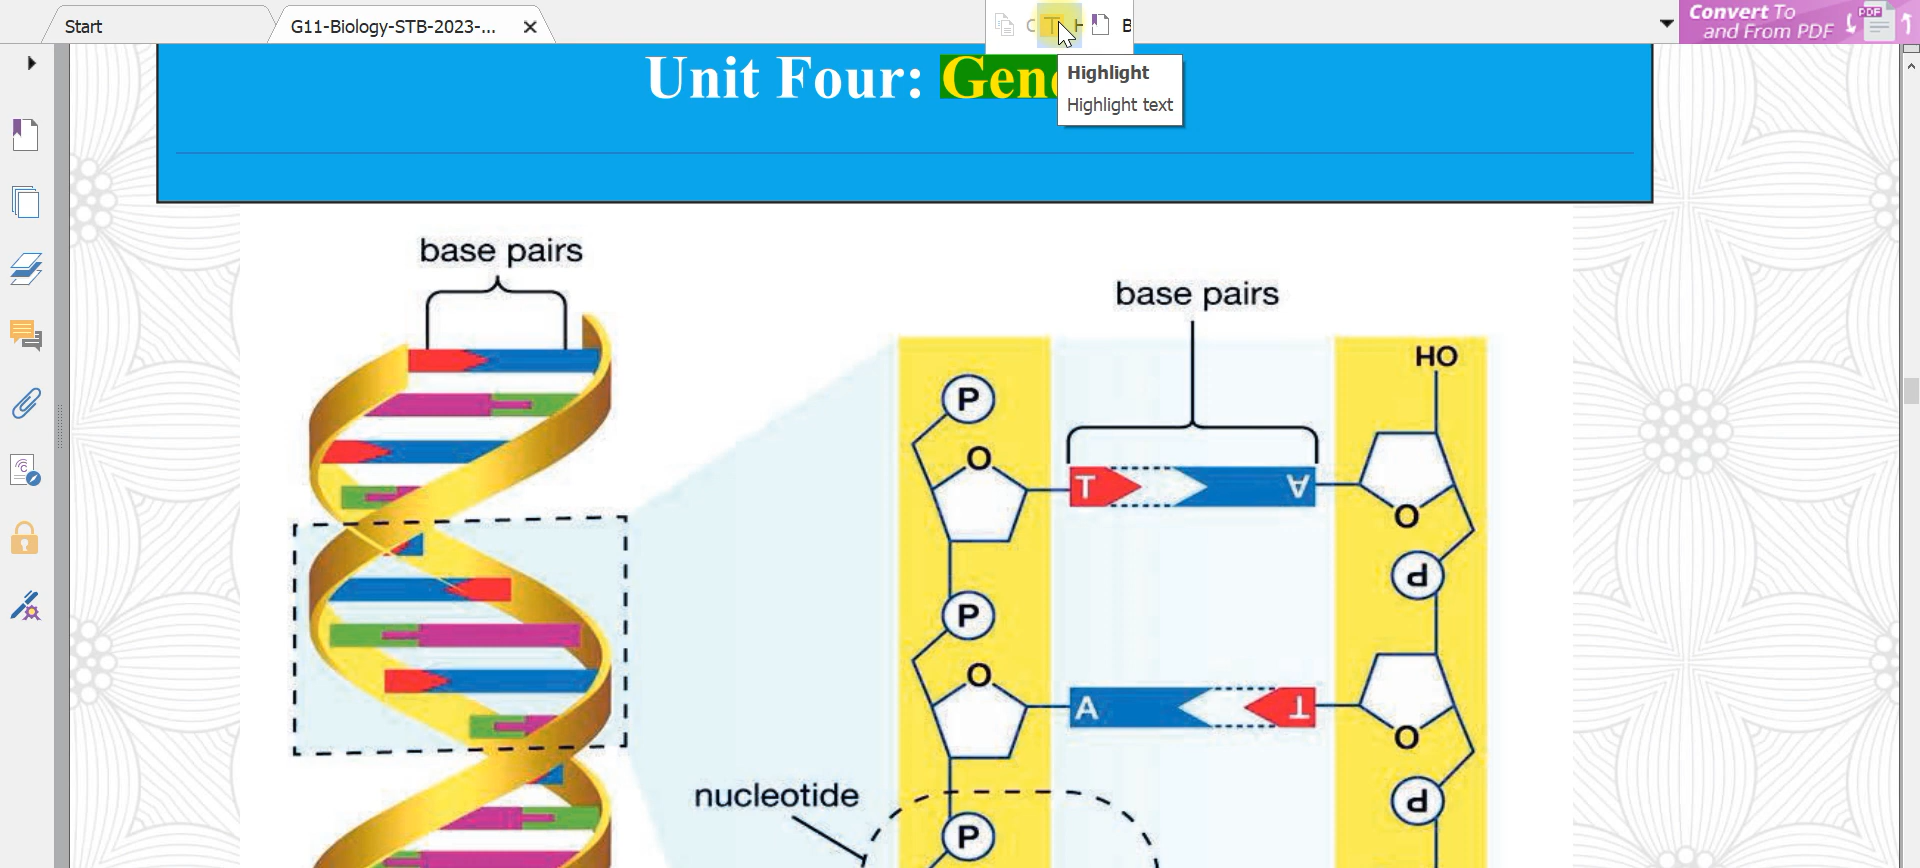 Start
G11-Biology-STB-2023-...
Convert To
and From PDF
PDF
Highlight
Highlight text
Unit Four:
base pairs
base pairs
HO
P
O
T
A
O
P
P
O
A
T
O
P
nucleotide
P